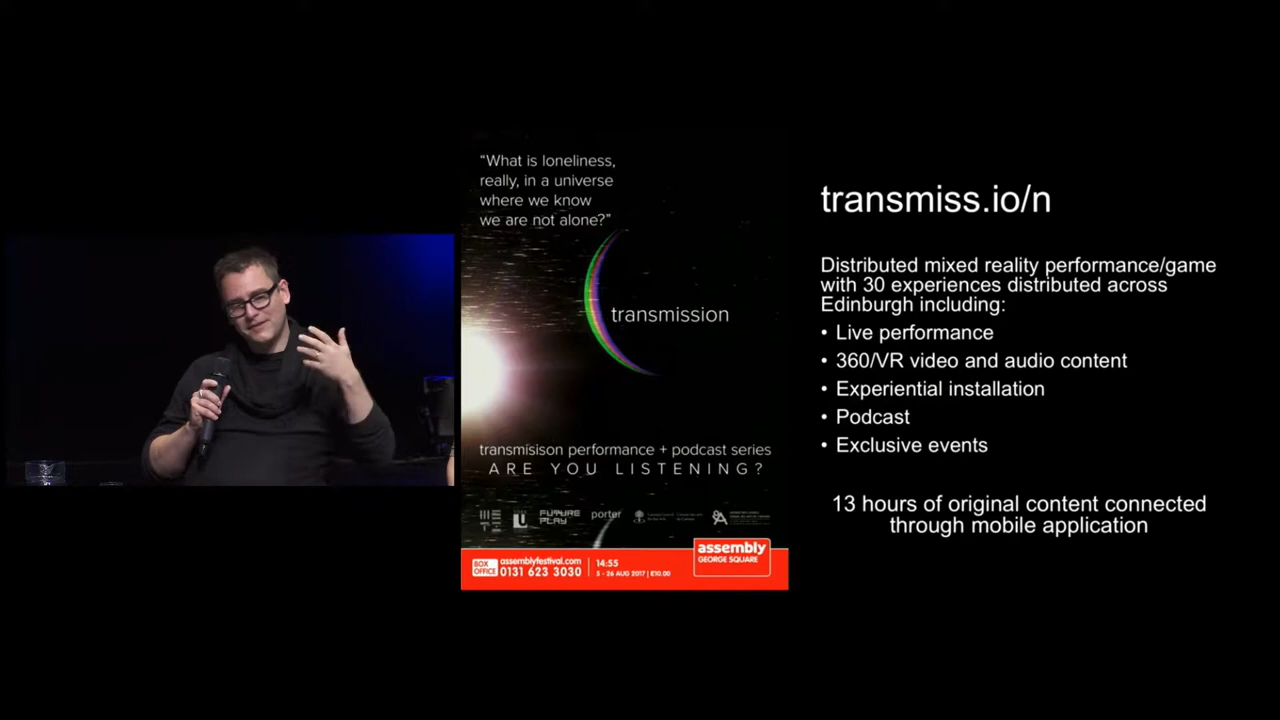 “What is loneliness,
really, in a universe
where we know
we are not alone?”
transmission
transmisison performance + podcast series
ARE YOU LISTENING?
FUTURE
PLAY
porter
BOX
OFFICE
assemblyfestival.com
0131 623 3030
14:55
5 - 26 AUG 2017 | £10.00
assembly
GEORGE SQUARE
transmiss.io/n
Distributed mixed reality performance/game
with 30 experiences distributed across
Edinburgh including:
• Live performance
• 360/VR video and audio content
• Experiential installation
• Podcast
• Exclusive events
13 hours of original content connected
through mobile application